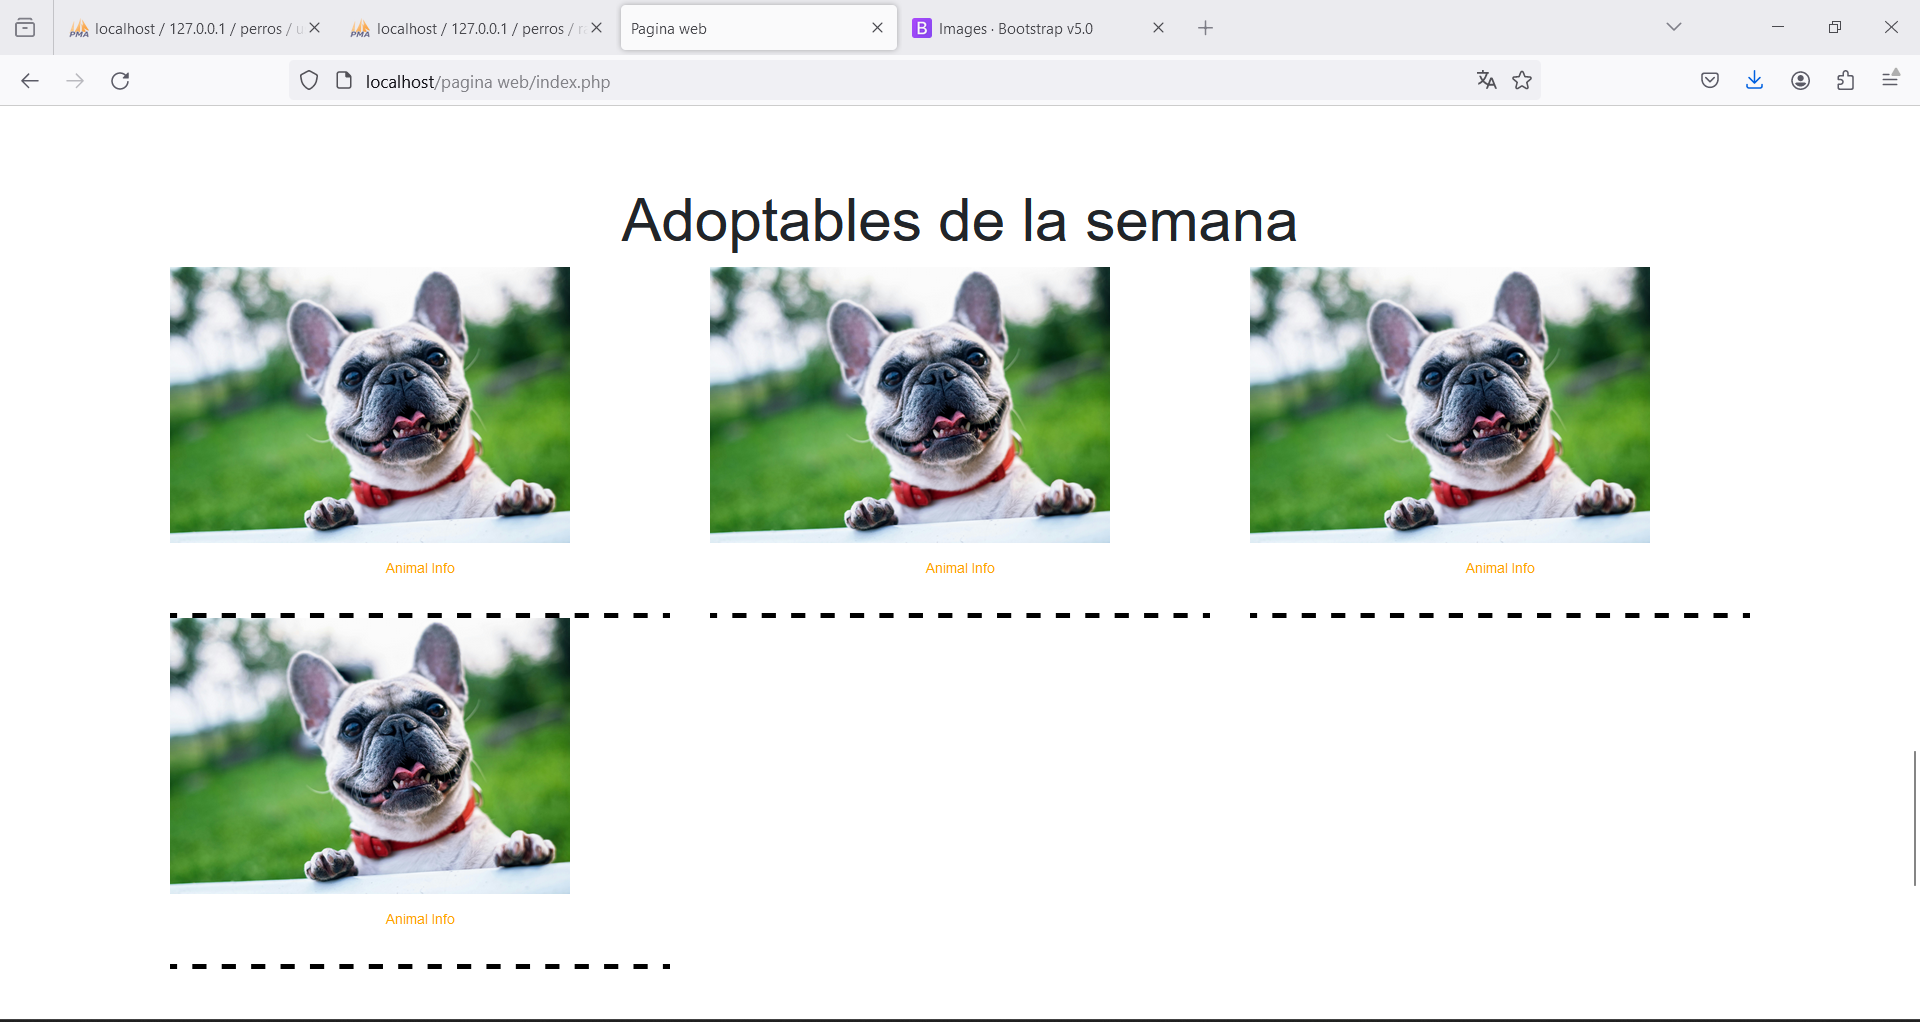 localhost / 127.0.0.1 / perros / u
localhost / 127.0.0.1 / perros / ra
Pagina web
Images · Bootstrap v5.0
localhost/pagina web/index.php
Adoptables de la semana
Animal Info
Animal Info
Animal Info
Animal Info